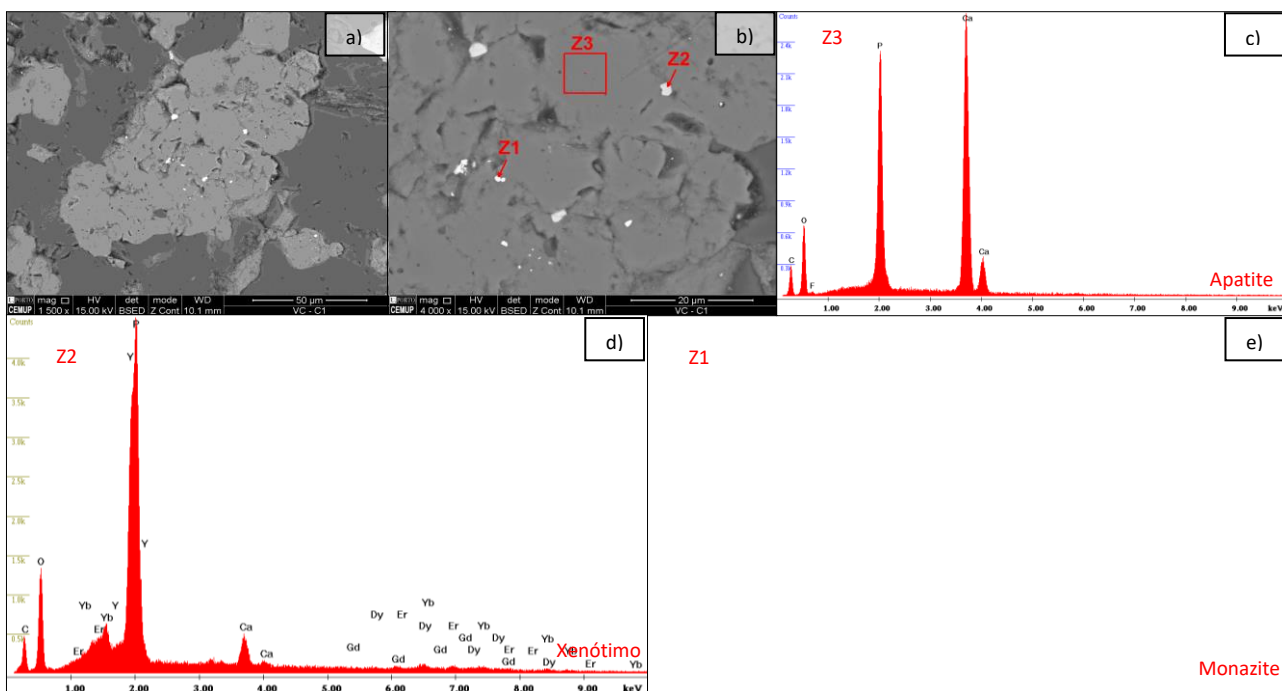 a)
mag HV det mode WD 50 µm
CEMUP 1 500 x 15.00 kV BSED Z Cont 10.1 mm VC - C1
b)
Z3
Z2
Z1
mag HV det mode WD 20 µm
CEMUP 4 000 x 15.00 kV BSED Z Cont 10.1 mm VC - C1
Z3
c)
Ca
P
O
C
F
Ca
Apatite
1.00 2.00 3.00 4.00 5.00 6.00 7.00 8.00 9.00 keV
Z2
d)
Counts
P
Y
Y
O
C
Yb Y
Yb
Er
Er
Ca
Ca
Yb
Dy Er
Dy Er Yb
Gd Dy Yb
Gd Gd Dy Er Er
Gd Gd Dy Er Yb
Xenótimo
1.00 2.00 3.00 4.00 5.00 6.00 7.00 8.00 9.00 keV
Z1
e)
Monazite